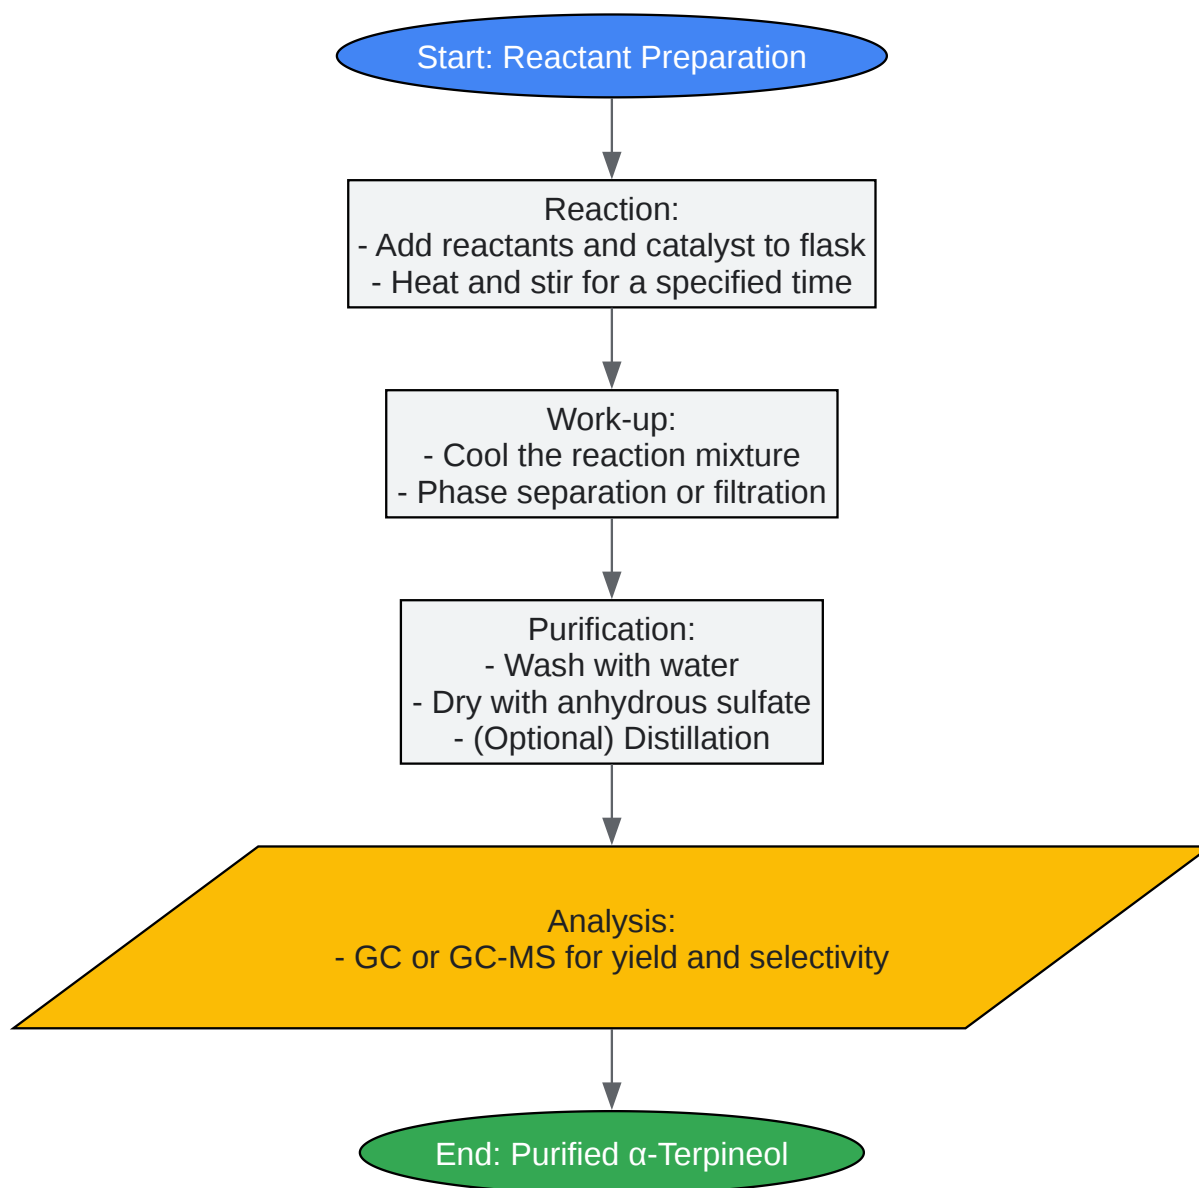 Start: Reactant Preparation
Reaction:
- Add reactants and catalyst to flask
- Heat and stir for a specified time
Work-up:
- Cool the reaction mixture
- Phase separation or filtration
Purification:
- Wash with water
- Dry with anhydrous sulfate
- (Optional) Distillation
Analysis:
- GC or GC-MS for yield and selectivity
End: Purified α-Terpineol